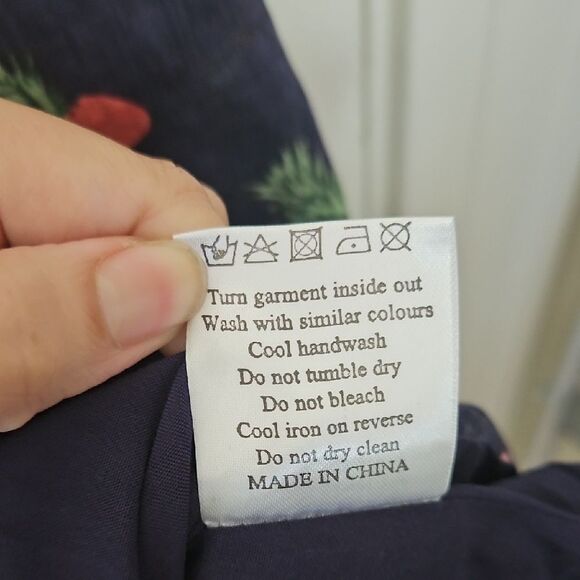 Turn garment inside out
Wash with similar colours
Cool handwash
Do not tumble dry
Do not bleach
Cool iron on reverse
Do not dry clean
MADE IN CHINA